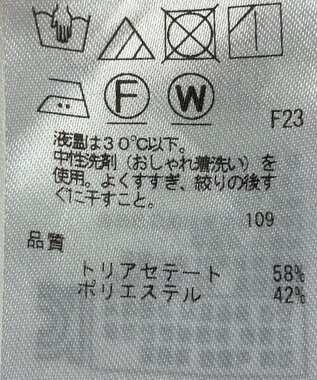 F W
F23
液温は30℃以下。
中性洗剤(おしゃれ着洗い)を
使用。よくすすぎ、絞りの後す
ぐに干すこと。
109
品質
トリアセテート 58%
ポリエステル 42%